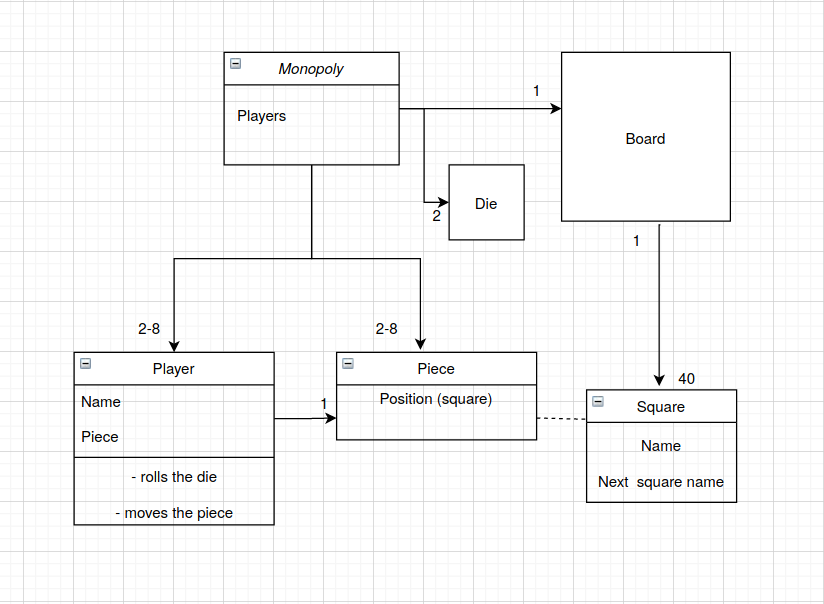 Monopoly
Players
1
Board
Die
2
1
2-8
2-8
40
Player
Name
Piece
- rolls the die
- moves the piece
1
Piece
Position (square)
Square
Name
Next square name